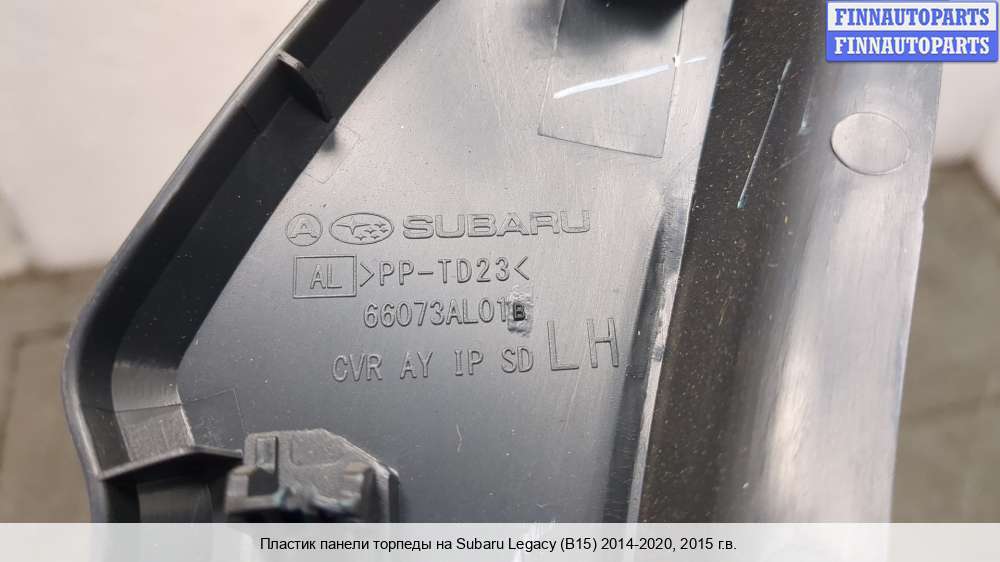 FINNAUTOPARTS
FINNAUTOPARTS
A SUBARU
AL >PP-TD23<
66073AL01B
CVR AY IP SD LH
Пластик панели торпеды на Subaru Legacy (B15) 2014-2020, 2015 г.в.